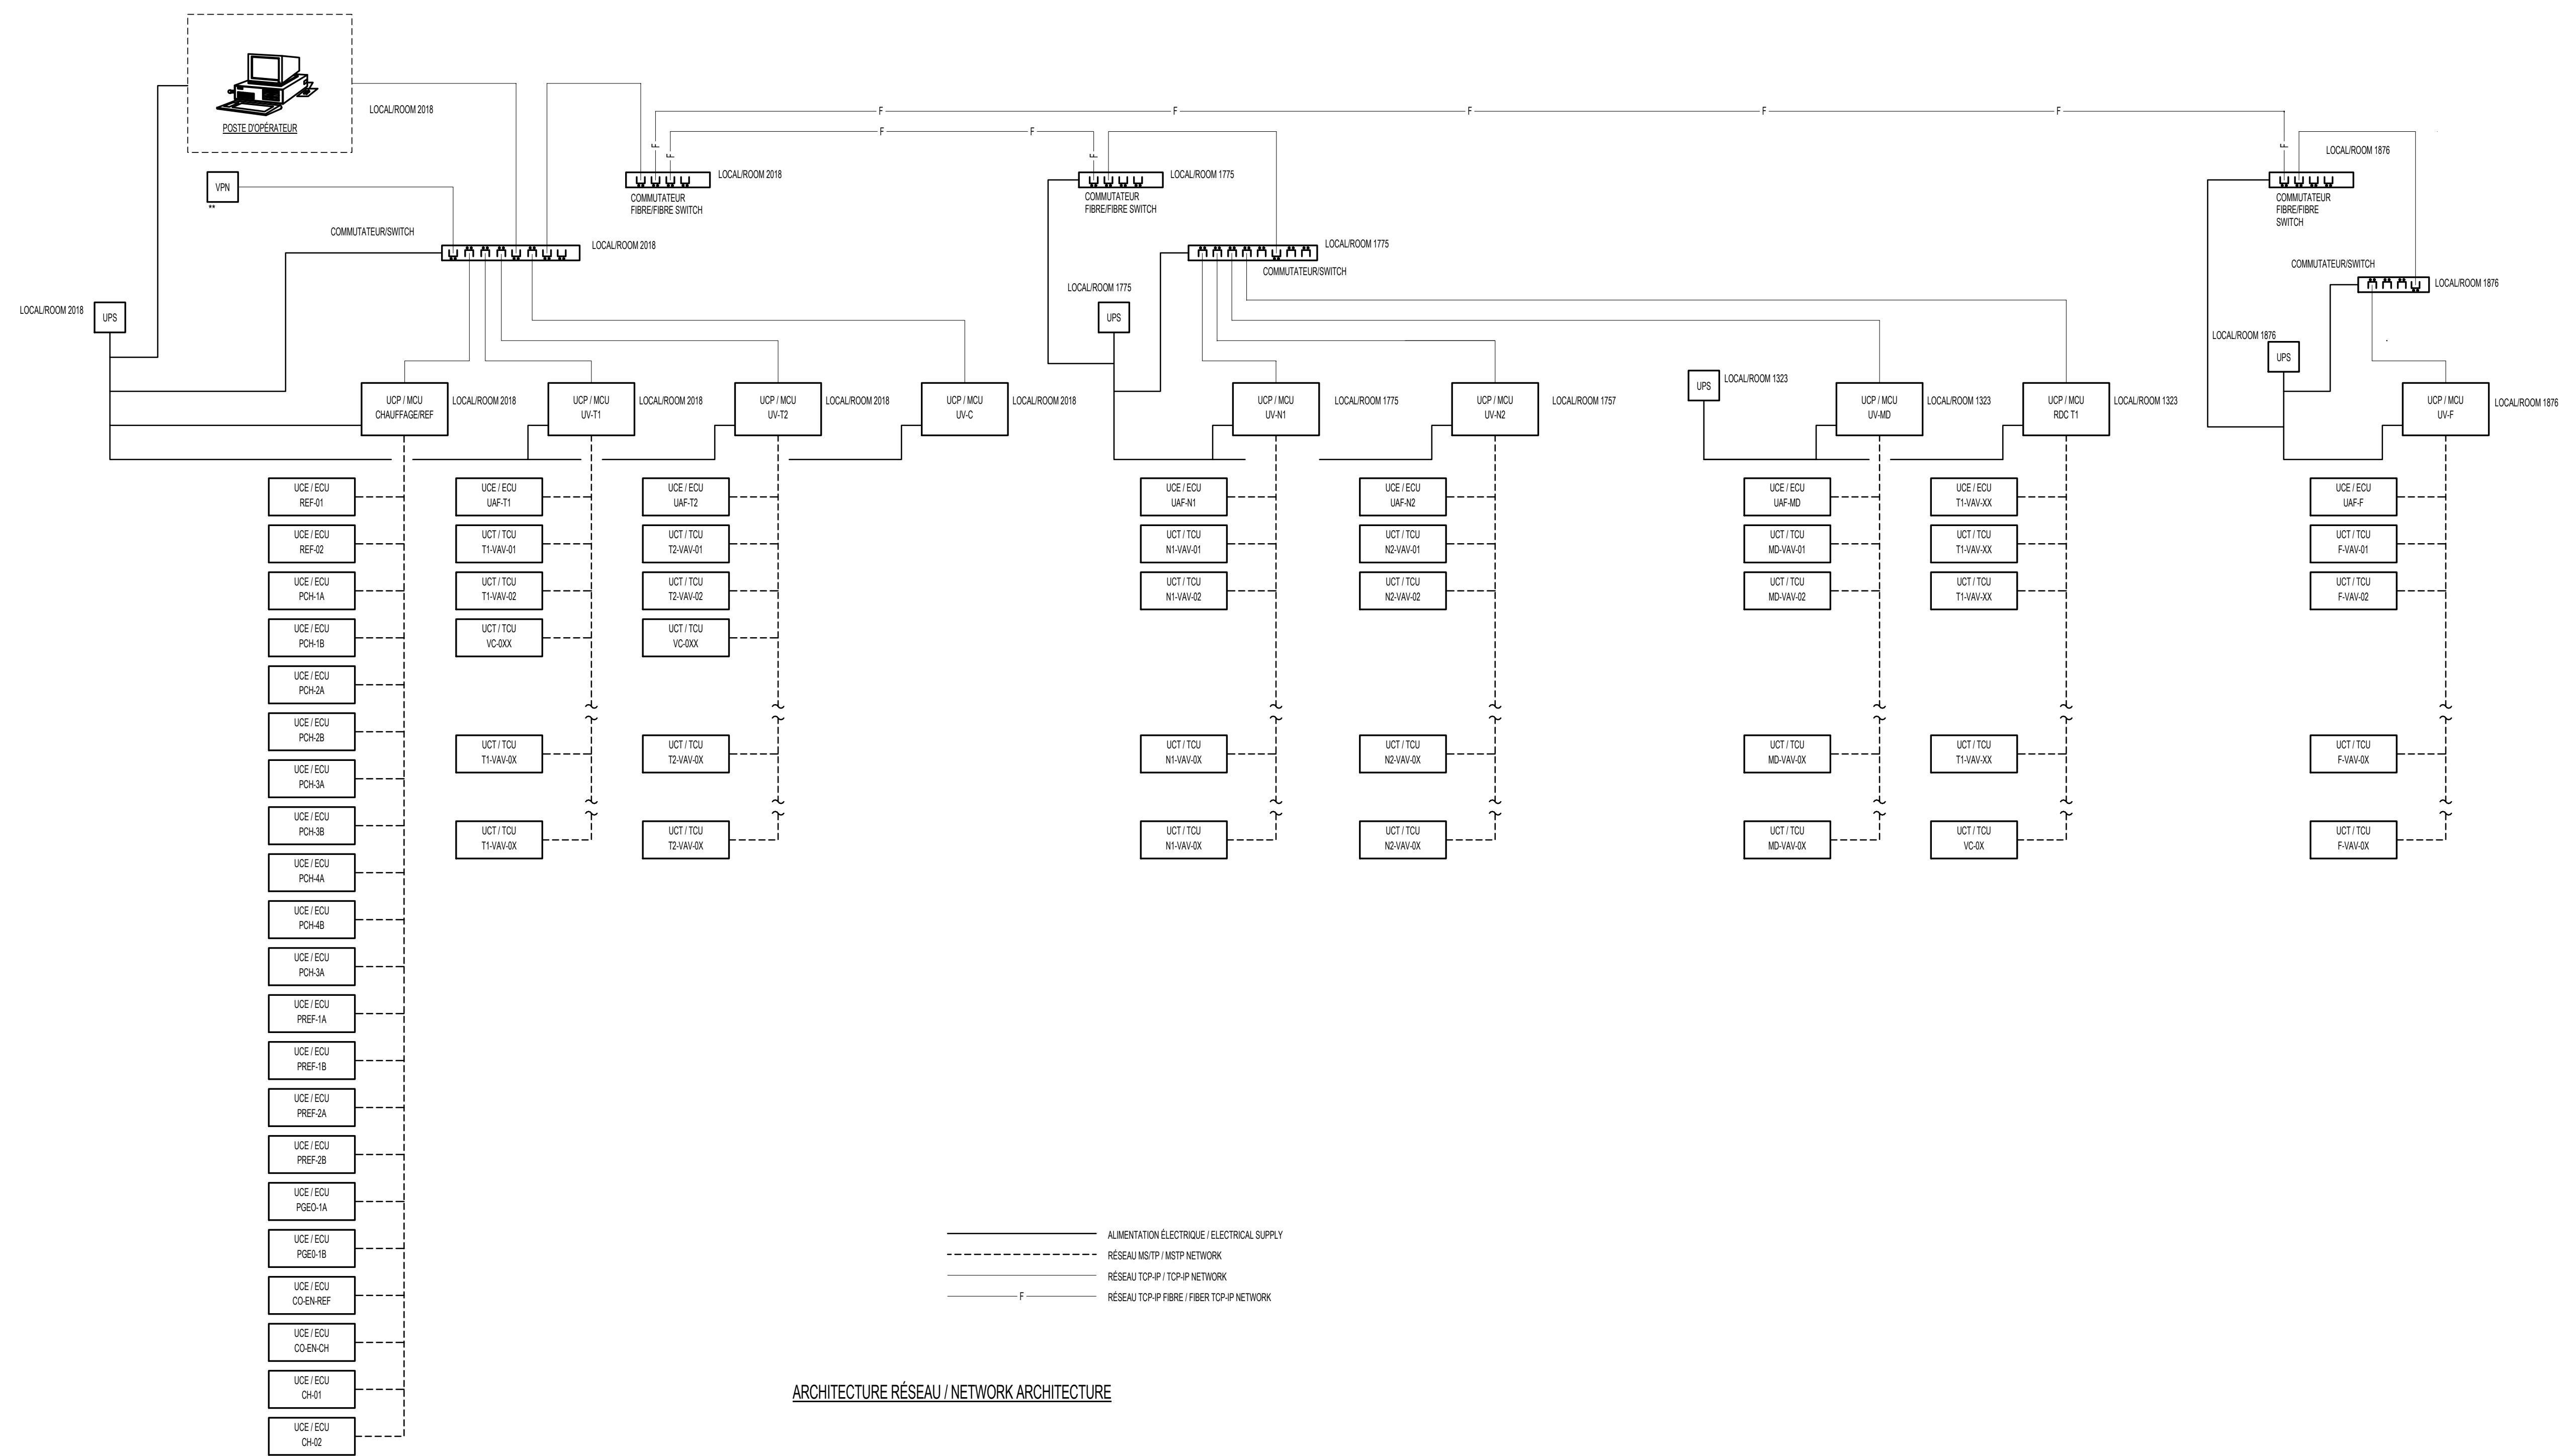 POSTE D'OPÉRATEUR
LOCAL/ROOM 2018
VPN
**
COMMUTATEUR/SWITCH
LOCAL/ROOM 2018
LOCAL/ROOM 2018
COMMUTATEUR
FIBRE/FIBRE SWITCH
F
F
F
F
F
F
F
F
F
F
F
F
LOCAL/ROOM 1775
COMMUTATEUR
FIBRE/FIBRE SWITCH
LOCAL/ROOM 1775
COMMUTATEUR/SWITCH
LOCAL/ROOM 1876
COMMUTATEUR
FIBRE/FIBRE
SWITCH
COMMUTATEUR/SWITCH
LOCAL/ROOM 1876
LOCAL/ROOM 2018
UPS
LOCAL/ROOM 1775
UPS
UPS
LOCAL/ROOM 1323
LOCAL/ROOM 1876
UPS
UCP / MCU
CHAUFFAGE/REF
LOCAL/ROOM 2018
UCP / MCU
UV-T1
LOCAL/ROOM 2018
UCP / MCU
UV-T2
LOCAL/ROOM 2018
UCP / MCU
UV-C
LOCAL/ROOM 2018
UCP / MCU
UV-N1
LOCAL/ROOM 1775
UCP / MCU
UV-N2
LOCAL/ROOM 1757
UCP / MCU
UV-MD
LOCAL/ROOM 1323
UCP / MCU
RDC T1
LOCAL/ROOM 1323
UCP / MCU
UV-F
LOCAL/ROOM 1876
UCE / ECU
REF-01
UCE / ECU
REF-02
UCE / ECU
PCH-1A
UCE / ECU
PCH-1B
UCE / ECU
PCH-2A
UCE / ECU
PCH-2B
UCE / ECU
PCH-3A
UCE / ECU
PCH-3B
UCE / ECU
PCH-4A
UCE / ECU
PCH-4B
UCE / ECU
PCH-3A
UCE / ECU
PREF-1A
UCE / ECU
PREF-1B
UCE / ECU
PREF-2A
UCE / ECU
PREF-2B
UCE / ECU
PGEO-1A
UCE / ECU
PGE0-1B
UCE / ECU
CO-EN-REF
UCE / ECU
CO-EN-CH
UCE / ECU
CH-01
UCE / ECU
CH-02
UCE / ECU
UAF-T1
UCT / TCU
T1-VAV-01
UCT / TCU
T1-VAV-02
UCT / TCU
VC-0XX
UCT / TCU
T1-VAV-0X
UCT / TCU
T1-VAV-0X
UCE / ECU
UAF-T2
UCT / TCU
T2-VAV-01
UCT / TCU
T2-VAV-02
UCT / TCU
VC-0XX
UCT / TCU
T2-VAV-0X
UCT / TCU
T2-VAV-0X
UCE / ECU
UAF-N1
UCT / TCU
N1-VAV-01
UCT / TCU
N1-VAV-02
UCT / TCU
N1-VAV-0X
UCT / TCU
N1-VAV-0X
UCE / ECU
UAF-N2
UCT / TCU
N2-VAV-01
UCT / TCU
N2-VAV-02
UCT / TCU
N2-VAV-0X
UCT / TCU
N2-VAV-0X
UCE / ECU
UAF-MD
UCT / TCU
MD-VAV-01
UCT / TCU
MD-VAV-02
UCT / TCU
MD-VAV-0X
UCT / TCU
MD-VAV-0X
UCE / ECU
T1-VAV-XX
UCT / TCU
T1-VAV-XX
UCT / TCU
T1-VAV-XX
UCT / TCU
T1-VAV-XX
UCT / TCU
VC-0X
UCE / ECU
UAF-F
UCT / TCU
F-VAV-01
UCT / TCU
F-VAV-02
UCT / TCU
F-VAV-0X
UCT / TCU
F-VAV-0X
ALIMENTATION ÉLECTRIQUE / ELECTRICAL SUPPLY
RÉSEAU MS/TP / MSTP NETWORK
RÉSEAU TCP-IP / TCP-IP NETWORK
F
RÉSEAU TCP-IP FIBRE / FIBER TCP-IP NETWORK
ARCHITECTURE RÉSEAU / NETWORK ARCHITECTURE